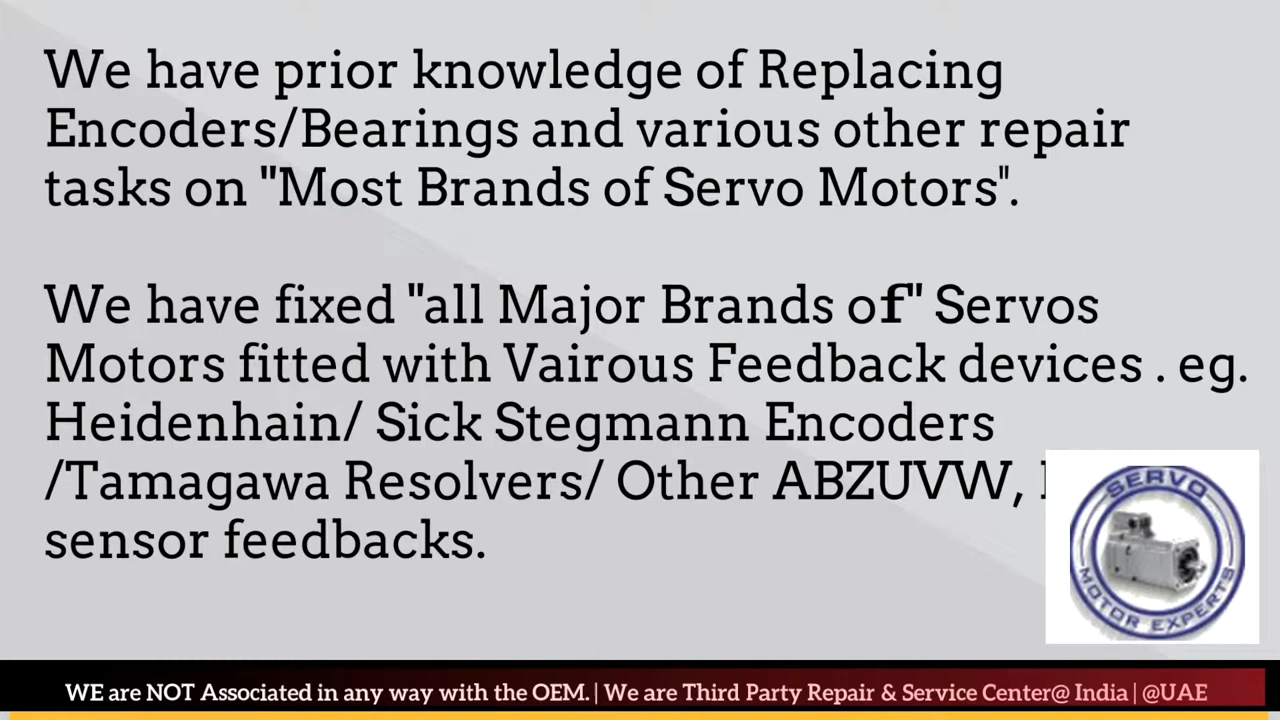 We have prior knowledge of Replacing
Encoders/Bearings and various other repair
tasks on "Most Brands of Servo Motors".
We have fixed "all Major Brands of" Servos
Motors fitted with Vairous Feedback devices . eg.
Heidenhain/ Sick Stegmann Encoders
/Tamagawa Resolvers/ Other ABZUVW,
sensor feedbacks.
SERVO
MOTOR EXPERTS
WE are NOT Associated in any way with the OEM. | We are Third Party Repair & Service Center@ India | @UAE